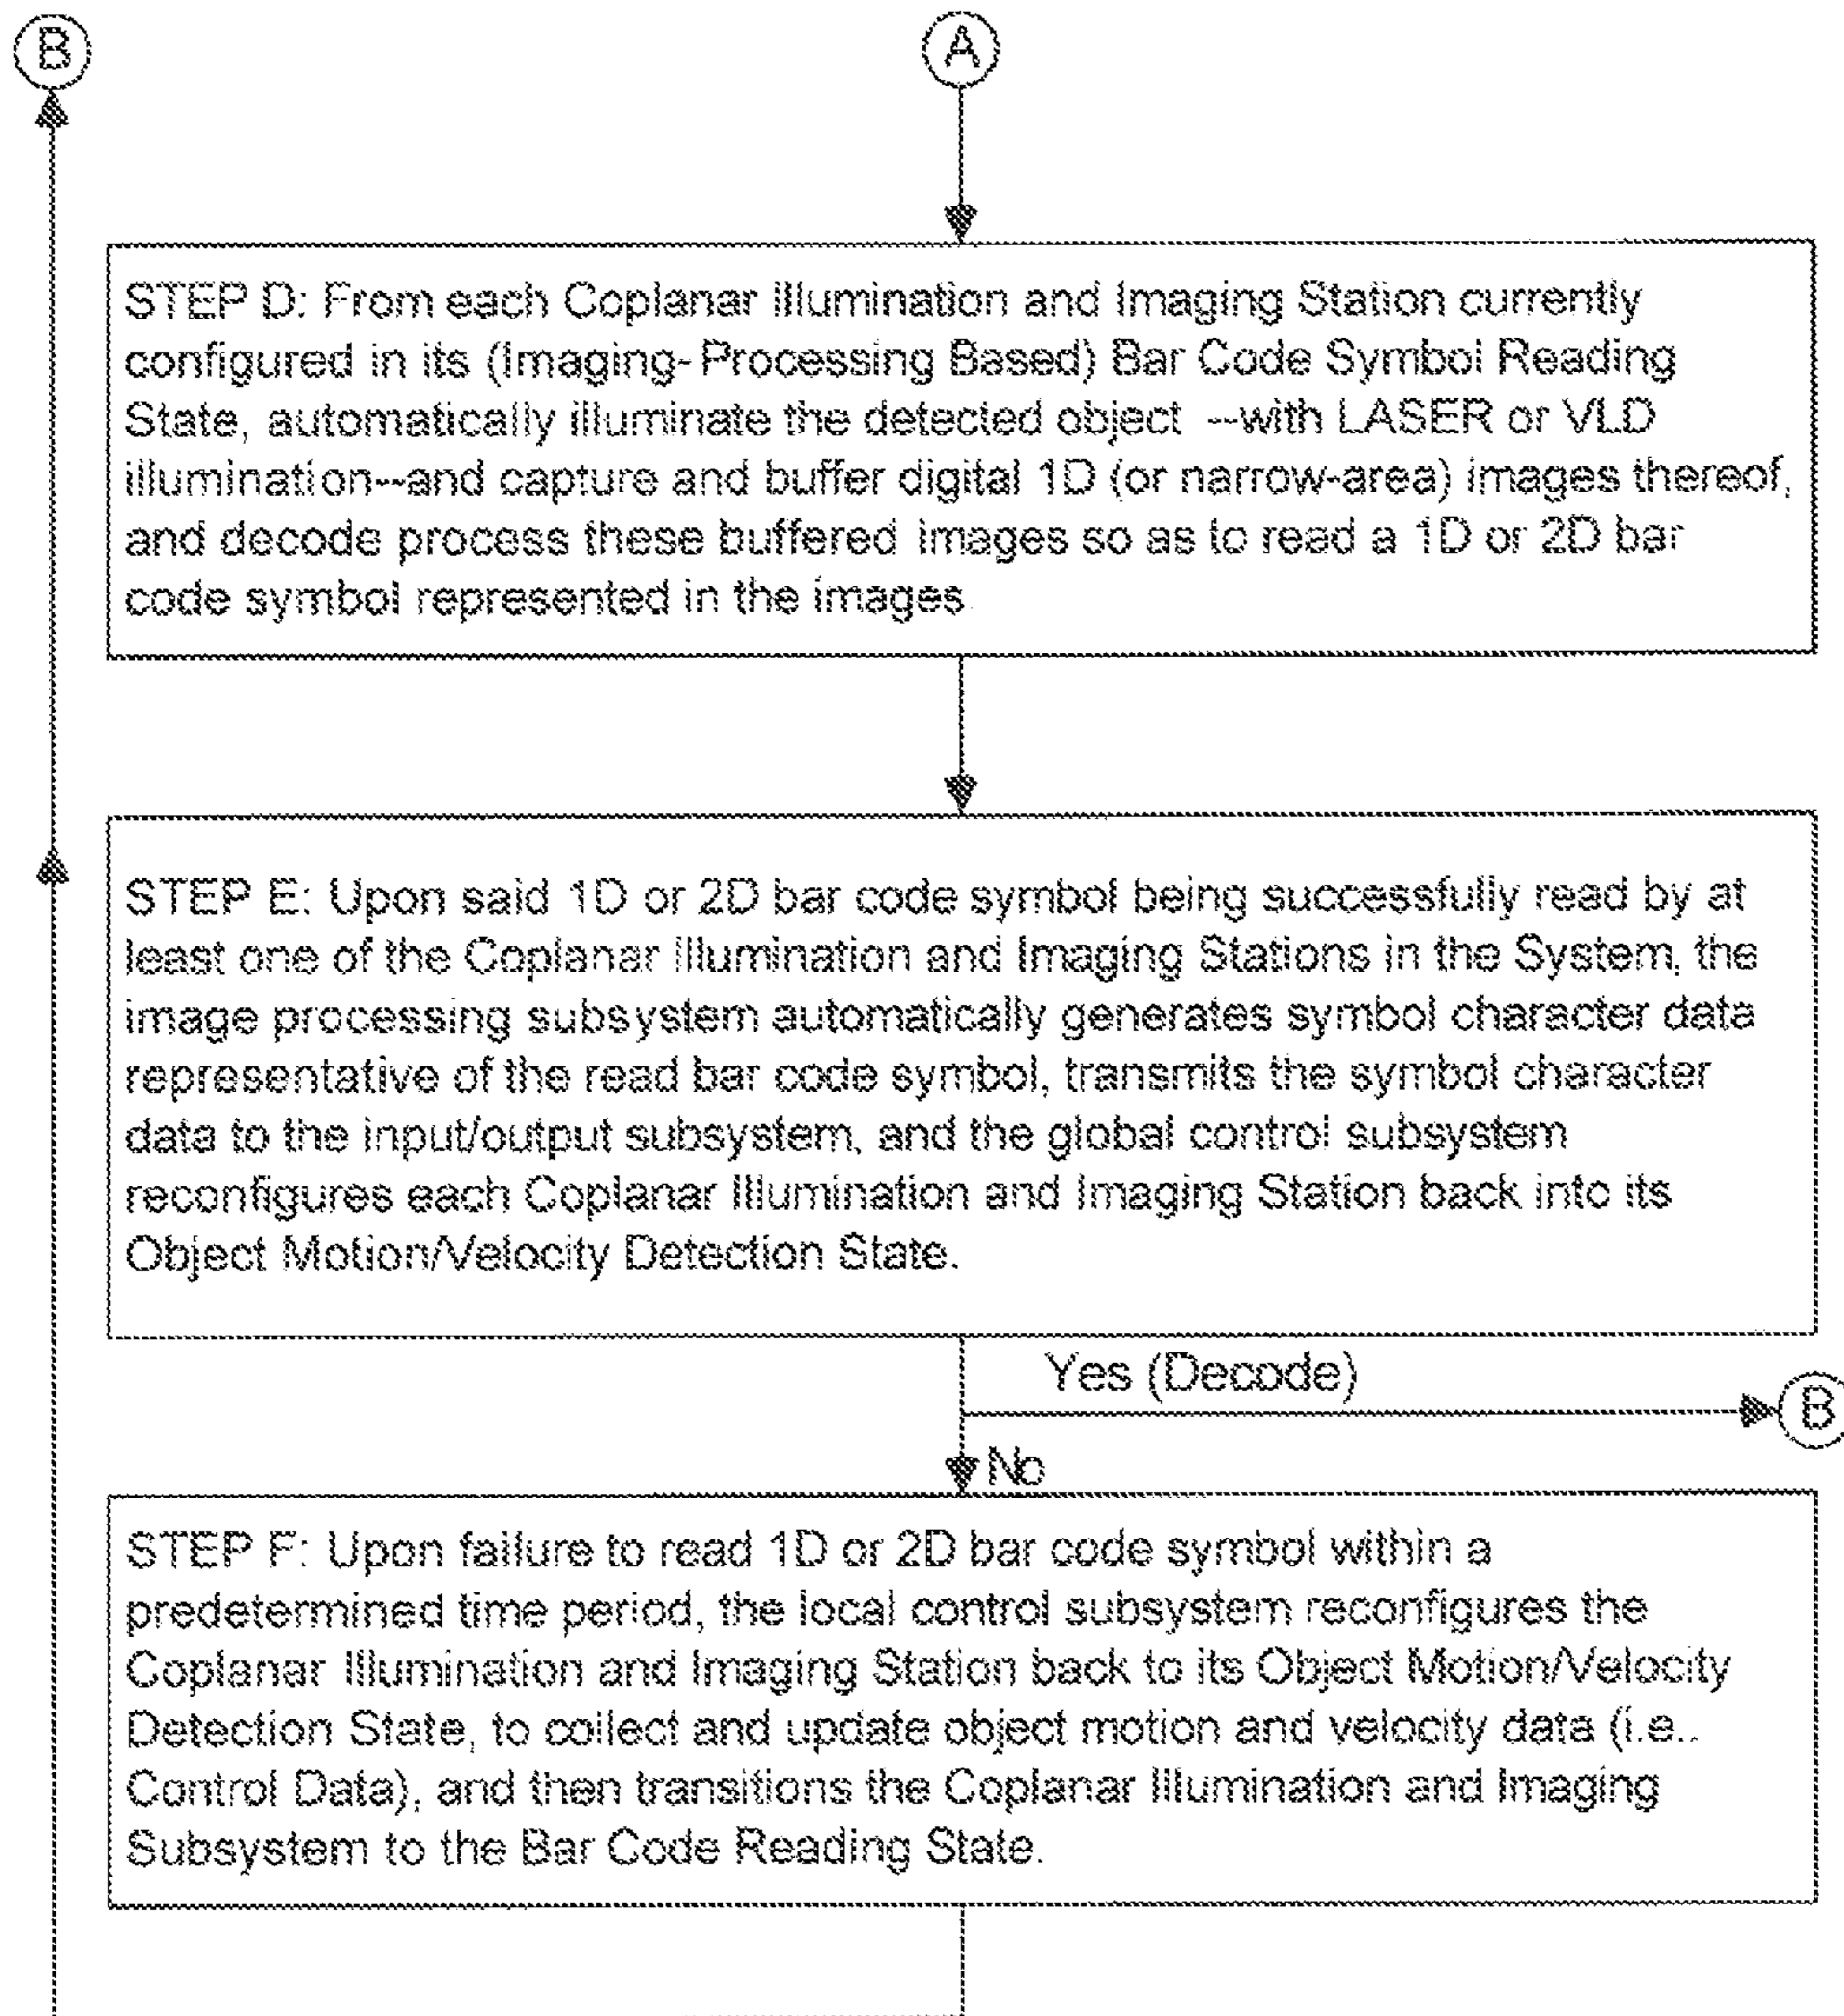 B
A
STEP D: From each Coplanar Illumination and Imaging Station currently
configured in its (Imaging-Processing Based) Bar Code Symbol Reading
State, automatically illuminate the detected object --with LASER or VLD
illumination--and capture and buffer digital 1D (or narrow-area) images thereof,
and decode process these buffered images so as to read a 1D or 2D bar
code symbol represented in the images.
STEP E: Upon said 1D or 2D bar code symbol being successfully read by at
least one of the Coplanar Illumination and Imaging Stations in the System, the
image processing subsystem automatically generates symbol character data
representative of the read bar code symbol, transmits the symbol character
data to the input/output subsystem, and the global control subsystem
reconfigures each Coplanar Illumination and Imaging Station back into its
Object Motion/Velocity Detection State.
Yes (Decode)
B
No
STEP F: Upon failure to read 1D or 2D bar code symbol within a
predetermined time period, the local control subsystem reconfigures the
Coplanar Illumination and Imaging Station back to its Object Motion/Velocity
Detection State, to collect and update object motion and velocity data (i.e..
Control Data), and then transitions the Coplanar Illumination and Imaging
Subsystem to the Bar Code Reading State.